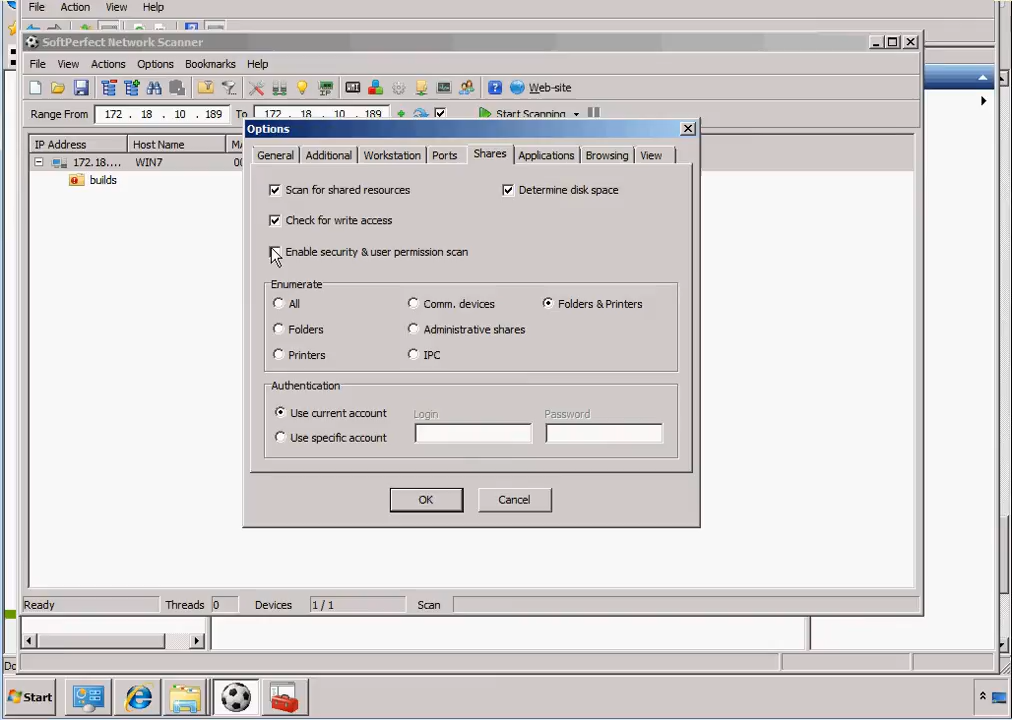 File Action View Help
SoftPerfect Network Scanner
File View Actions Options Bookmarks Help
Web-site
Range From 172 . 18 . 10 . 189 To 172 . 18 . 10 . 189 Start Scanning
Options
IP Address Host Name MA
General Additional Workstation Ports Shares Applications Browsing View
172.18.... WIN7 00
builds
Scan for shared resources Determine disk space
Check for write access
Enable security & user permission scan
Enumerate
All Comm. devices Folders & Printers
Folders Administrative shares
Printers IPC
Authentication
Use current account Login Password
Use specific account
OK Cancel
Ready Threads 0 Devices 1 / 1 Scan
Do
Start